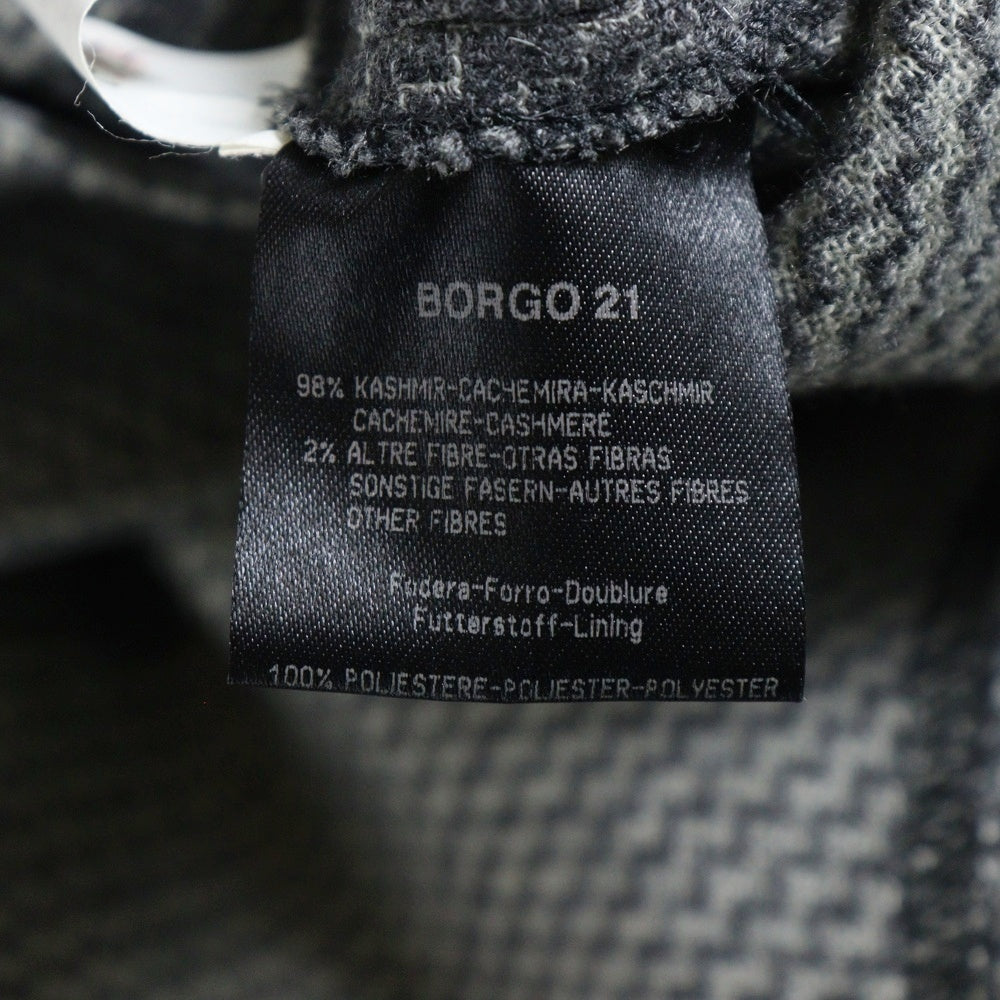 BORGO 21
98% KASHMIR-CACHEMIRA-KASCHMIR
CACHEMIRE-CASHMERE
2% ALTRE FIBRE-OTRAS FIBRAS
SONSTIGE FASERN-AUTRES FIBRES
OTHER FIBRES
Fodera-Forro-Doublure
Futterstoff-Lining
100% POLIESTERE-POLIESTER-POLYESTER